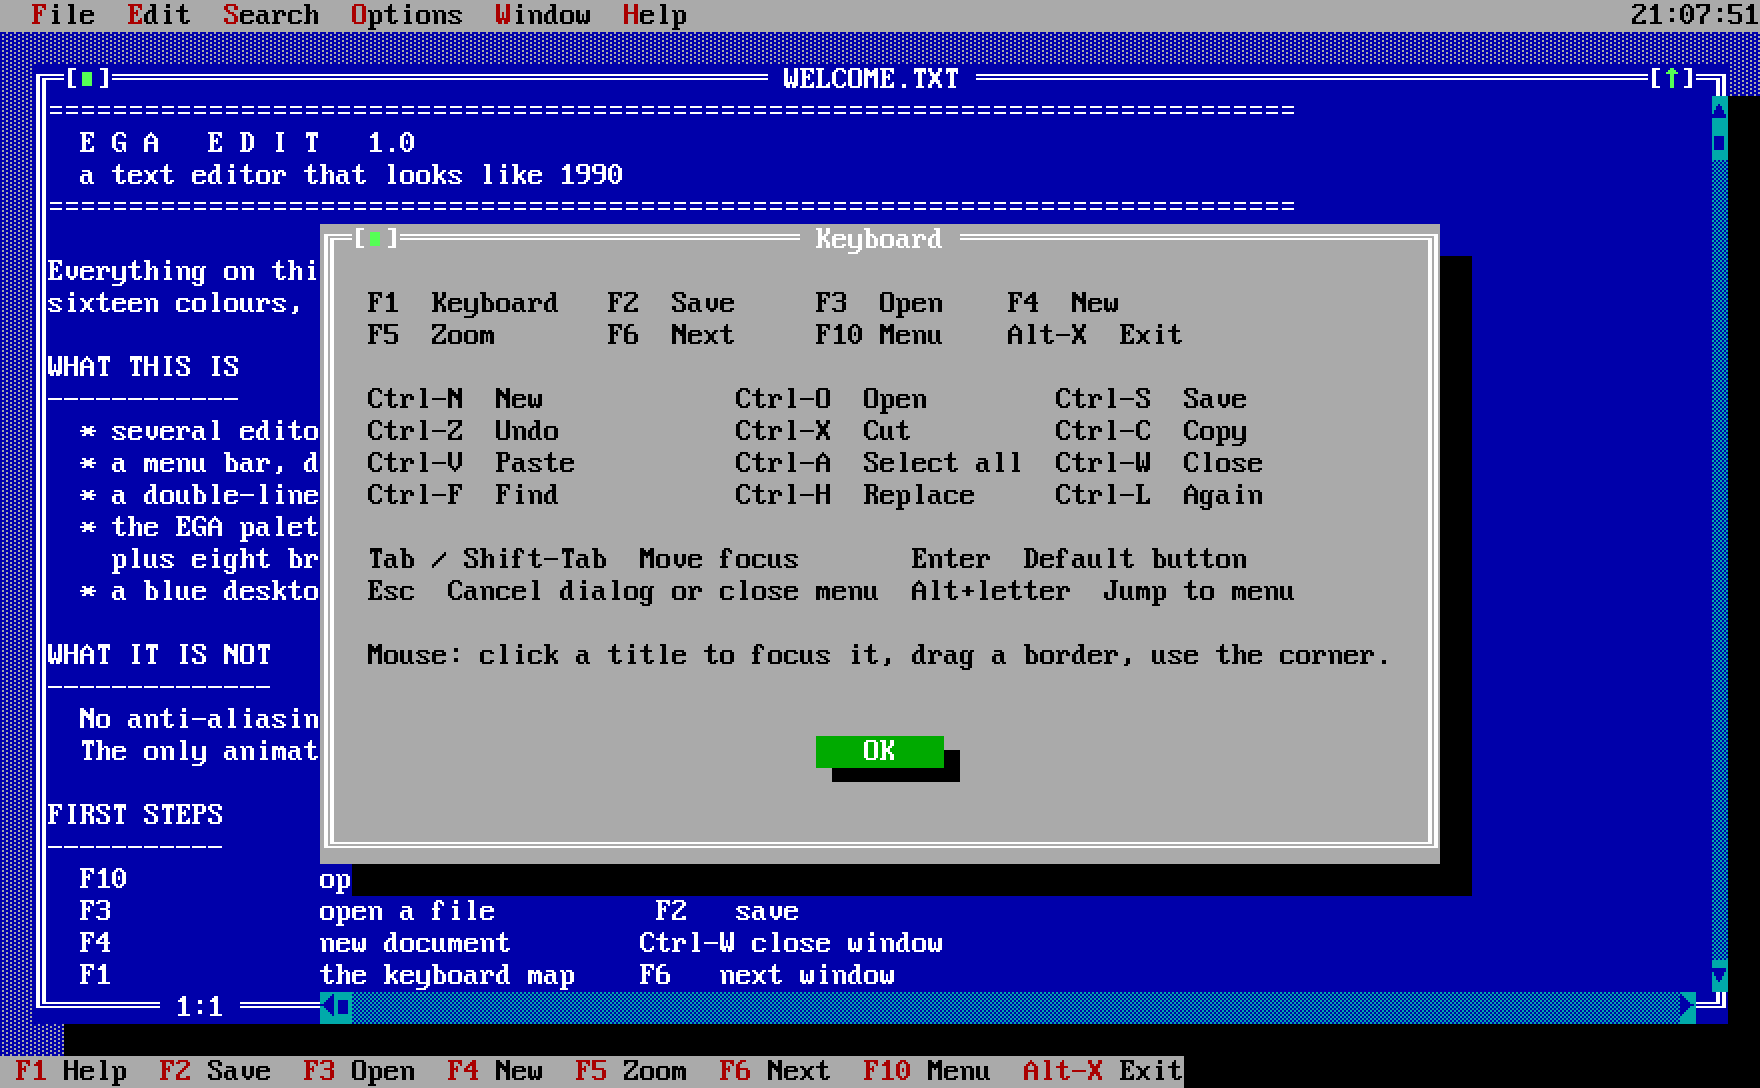 File Edit Search Options Window Help 21:07:51
[■] WELCOME.TXT [↑]
==============================================================================
E G A   E D I T   1.0
a text editor that looks like 1990
==============================================================================
[■] Keyboard
Everything on thi
sixteen colours,
F1 Keyboard F2 Save F3 Open F4 New
F5 Zoom F6 Next F10 Menu Alt-X Exit
WHAT THIS IS
------------
Ctrl-N New Ctrl-O Open Ctrl-S Save
* several edito
Ctrl-Z Undo Ctrl-X Cut Ctrl-C Copy
* a menu bar, d
Ctrl-V Paste Ctrl-A Select all Ctrl-W Close
* a double-line
Ctrl-F Find Ctrl-H Replace Ctrl-L Again
* the EGA palet
plus eight br
Tab / Shift-Tab Move focus Enter Default button
* a blue deskto
Esc Cancel dialog or close menu Alt+letter Jump to menu
WHAT IT IS NOT
--------------
Mouse: click a title to focus it, drag a border, use the corner.
No anti-aliasin
The only animat
OK
FIRST STEPS
-----------
F10 op
F3 open a file F2 save
F4 new document Ctrl-W close window
F1 the keyboard map F6 next window
1:1
F1 Help F2 Save F3 Open F4 New F5 Zoom F6 Next F10 Menu Alt-X Exit